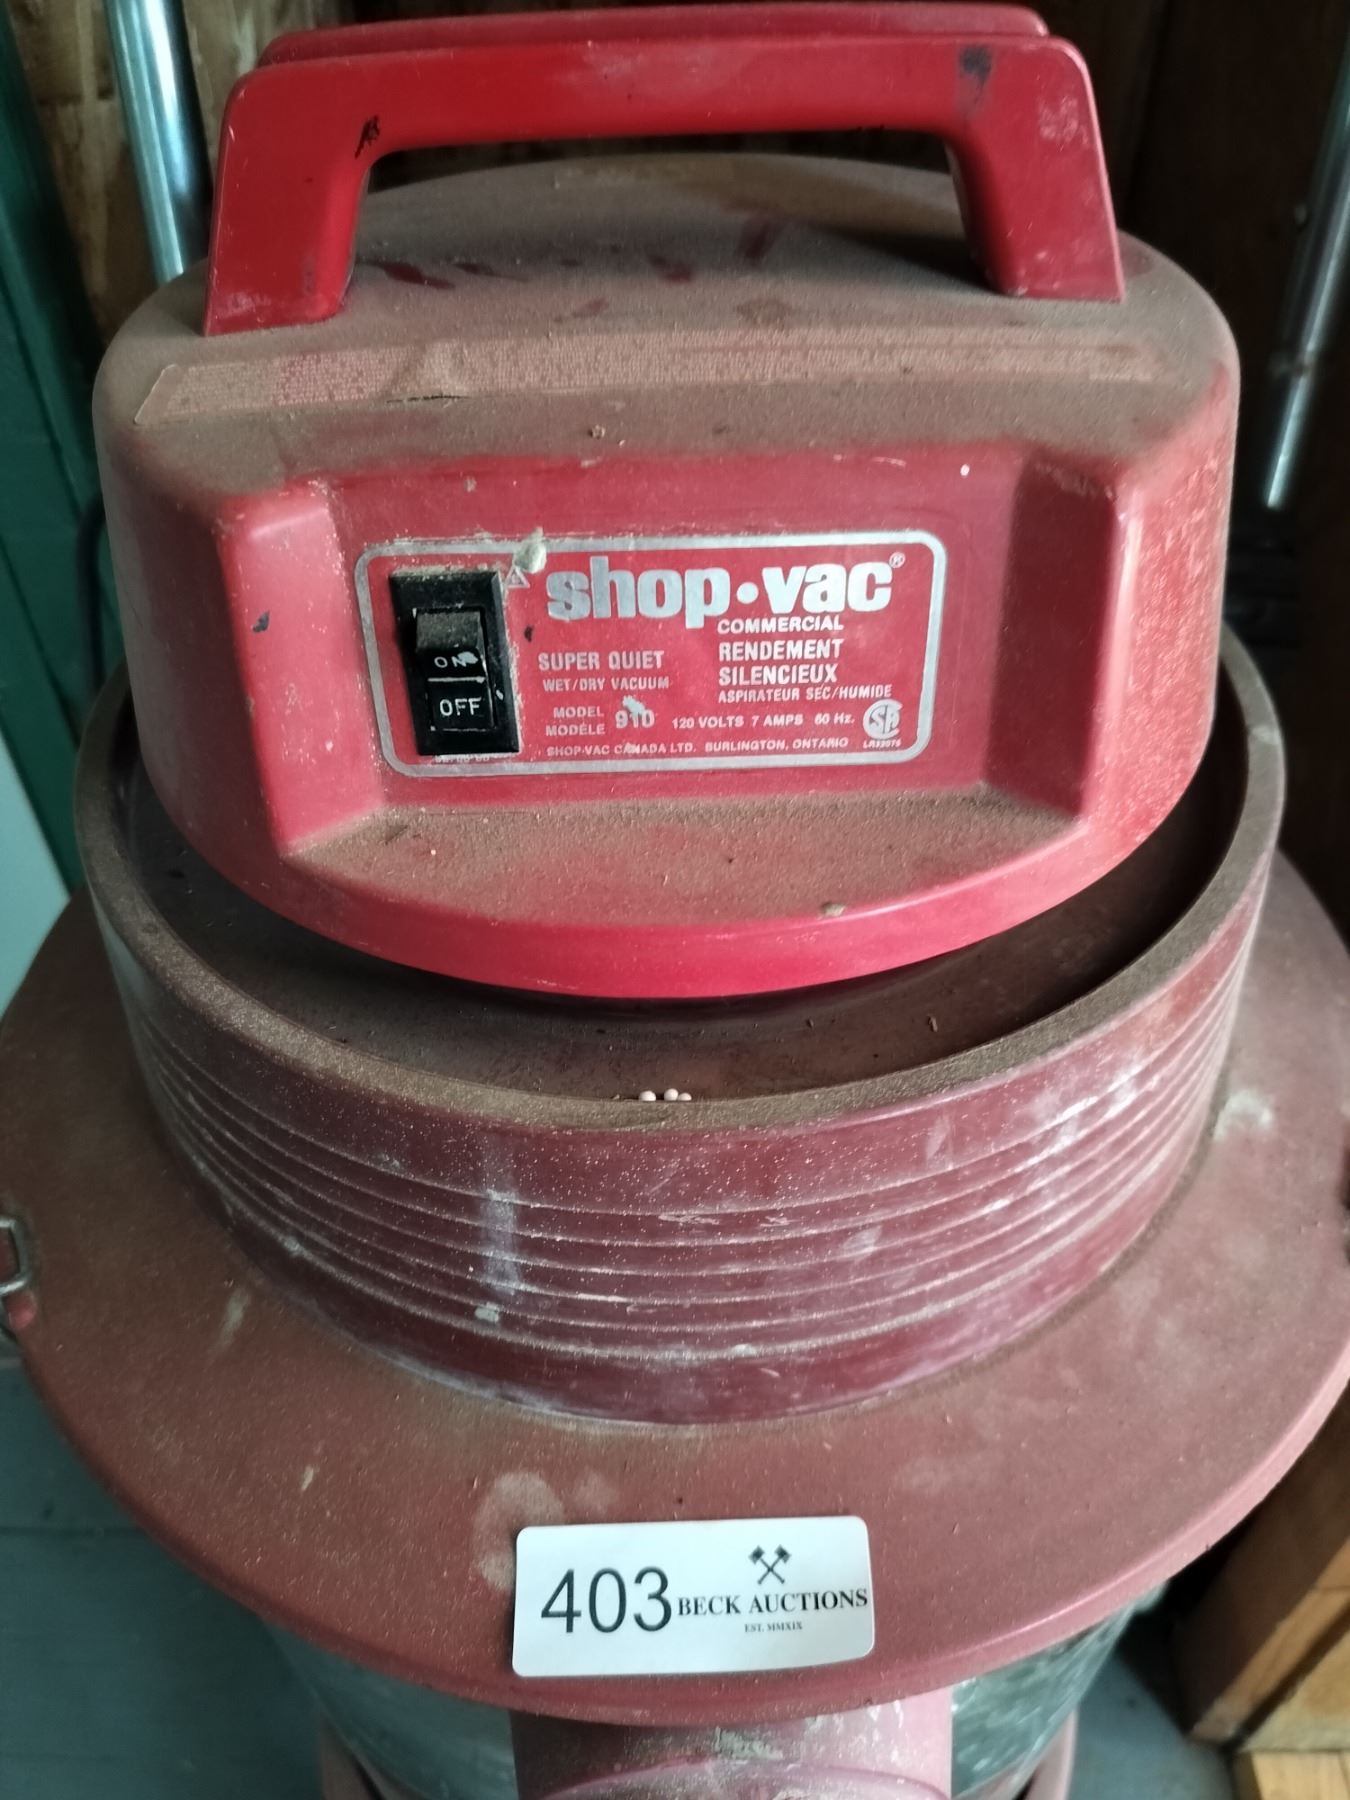 shop·vac®
COMMERCIAL
SUPER QUIET
WET/DRY VACUUM
RENDEMENT
SILENCIEUX
ASPIRATEUR SEC/HUMIDE
ON
OFF
MODEL
MODÈLE 910 120 VOLTS 7 AMPS 60 Hz.
SHOP-VAC CANADA LTD. BURLINGTON, ONTARIO
403 BECK AUCTIONS
EST. MMXIX